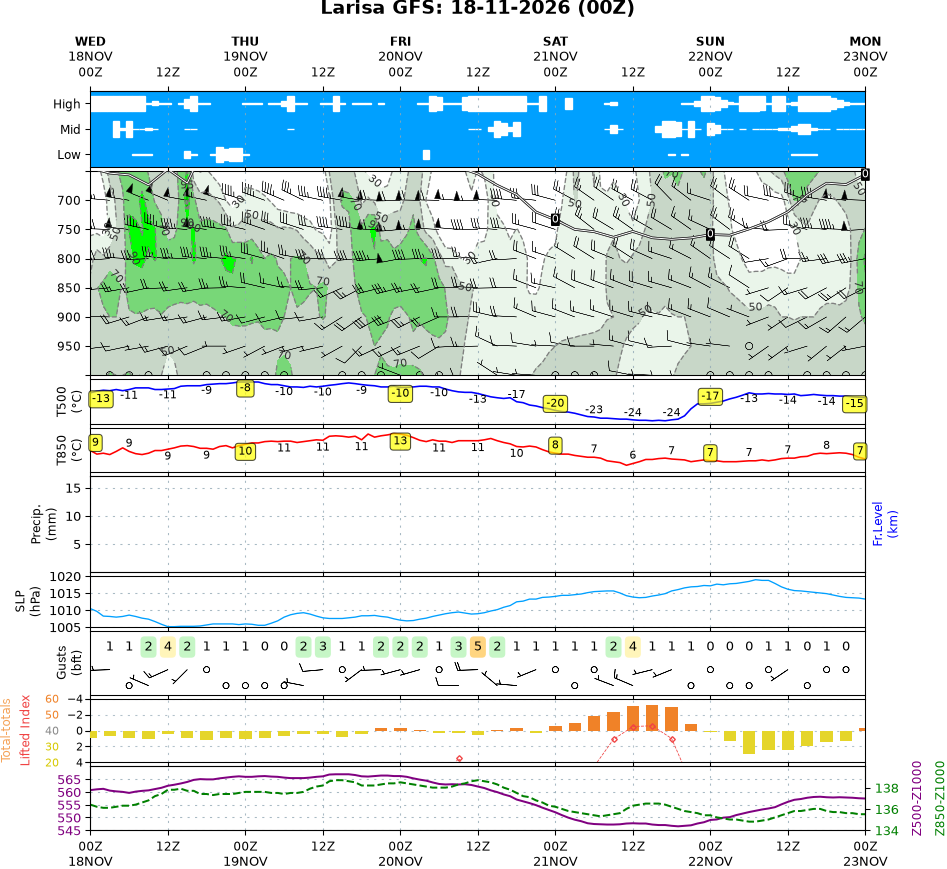 Larisa GFS: 18-11-2026 (00Z)
WED THU FRI SAT SUN MON
18NOV 19NOV 20NOV 21NOV 22NOV 23NOV
00Z 12Z 00Z 12Z 00Z 12Z 00Z 12Z 00Z 12Z 00Z
High
Mid
Low
700
750
800
850
900
950
0 0 0
T500 (°C)
-13 -11 -11 -9 -8 -10 -10 -9 -10 -10 -13 -17 -20 -23 -24 -24 -17 -13 -14 -14 -15
T850 (°C)
9 9 9 9 10 11 11 11 13 11 11 10 8 7 6 7 7 7 7 8 7
Precip. (mm)
15
10
5
Fr.Level (km)
SLP (hPa)
1020
1015
1010
1005
Gusts (bft)
1 1 2 4 2 1 1 1 0 0 2 3 1 1 2 2 2 1 3 5 2 1 1 1 1 1 2 4 1 1 1 0 0 0 1 1 0 1 0
Total-totals
Lifted Index
60 −4
50 −2
40 0
30 2
20 4
565
560
555
550
545
138
136
134
Z500-Z1000
Z850-Z1000
00Z 12Z 00Z 12Z 00Z 12Z 00Z 12Z 00Z 12Z 00Z
18NOV 19NOV 20NOV 21NOV 22NOV 23NOV